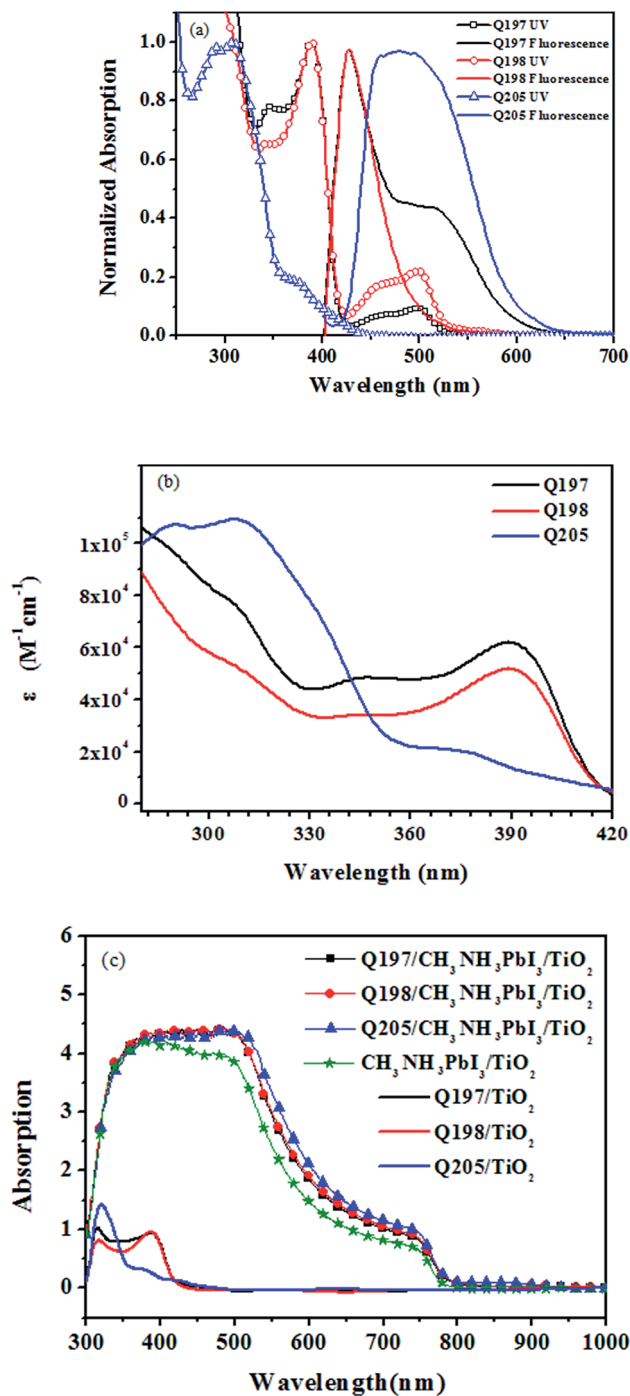 (a)
Q197 UV
Q197 Fluorescence
Q198 UV
Q198 Fluorescence
Q205 UV
Q205 Fluorescence
1.0
0.8
0.6
0.4
0.2
0.0
Normalized Absorption
300 400 500 600 700
Wavelength (nm)
(b)
Q197
Q198
Q205
1x10⁵
8x10⁴
6x10⁴
4x10⁴
2x10⁴
0
ε (M⁻¹cm⁻¹)
300 330 360 390 420
Wavelength (nm)
(c)
Q197/CH₃NH₃PbI₃/TiO₂
Q198/CH₃NH₃PbI₃/TiO₂
Q205/CH₃NH₃PbI₃/TiO₂
CH₃NH₃PbI₃/TiO₂
Q197/TiO₂
Q198/TiO₂
Q205/TiO₂
6
5
4
3
2
1
0
Absorption
300 400 500 600 700 800 900 1000
Wavelength(nm)